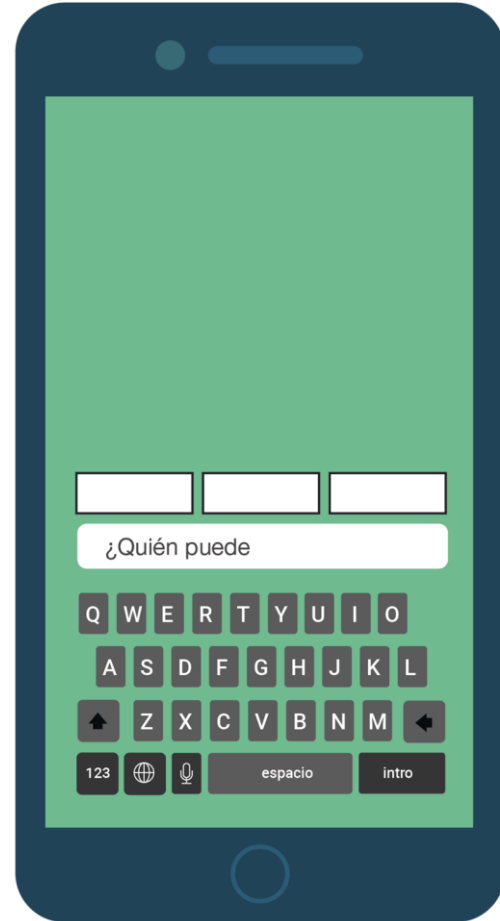 ¿Quién puede
Q W E R T Y U I O
A S D F G H J K L
Z X C V B N M
123 espacio intro